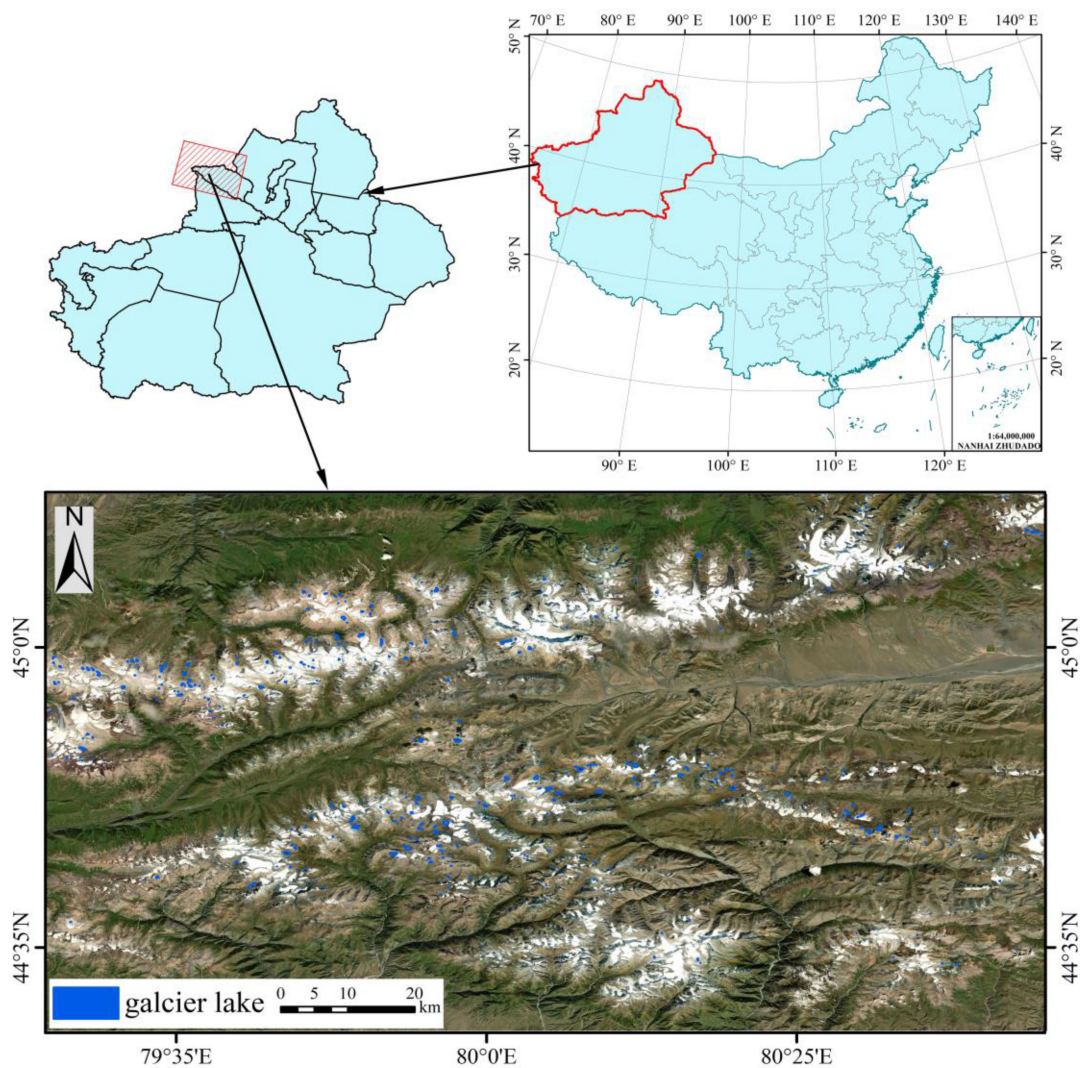 70° E 80° E 90° E 100° E 110° E 120° E 130° E 140° E
50° N
40° N
30° N
20° N
40° N
30° N
20° N
1:64,000,000
NANHAI ZHUDADO
90° E 100° E 110° E 120° E
N
45°0'N
44°35'N
45°0'N
44°35'N
galcier lake
0 5 10 20
km
79°35'E 80°0'E 80°25'E